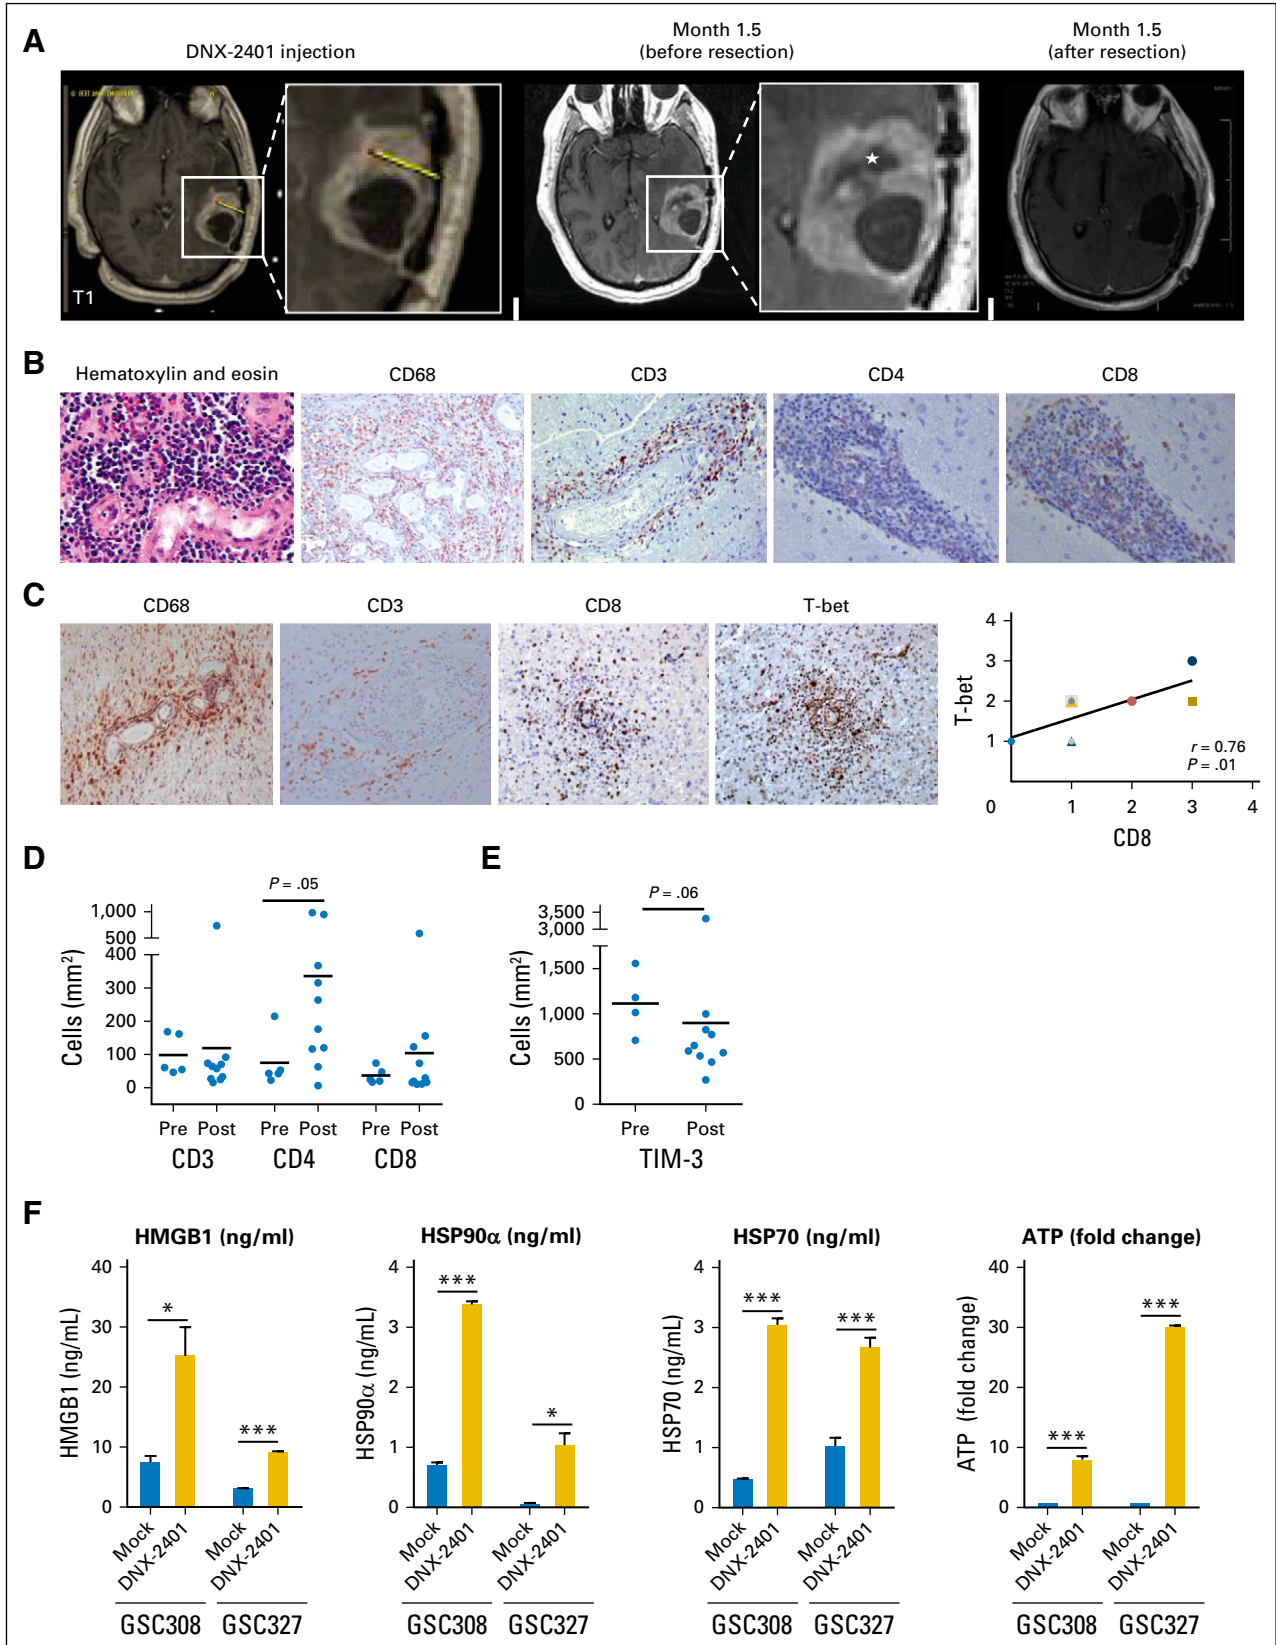 A
DNX-2401 injection
Month 1.5
(before resection)
Month 1.5
(after resection)
T1
B
Hematoxylin and eosin
CD68
CD3
CD4
CD8
C
CD68
CD3
CD8
T-bet
T-bet
4
3
2
1
0
1
2
3
4
r = 0.76
P = .01
CD8
D
Cells (mm²)
1,000
500
400
300
200
100
0
P = .05
Pre Post
Pre Post
Pre Post
CD3
CD4
CD8
E
Cells (mm²)
3,500
3,000
1,500
1,000
500
0
P = .06
Pre
Post
TIM-3
F
HMGB1 (ng/ml)
HMGB1 (ng/mL)
40
30
20
10
0
*
***
Mock
DNX-2401
Mock
DNX-2401
GSC308
GSC327
HSP90α (ng/ml)
HSP90α (ng/mL)
4
3
2
1
0
***
*
Mock
DNX-2401
Mock
DNX-2401
GSC308
GSC327
HSP70 (ng/ml)
HSP70 (ng/mL)
4
3
2
1
0
***
***
Mock
DNX-2401
Mock
DNX-2401
GSC308
GSC327
ATP (fold change)
ATP (fold change)
40
30
20
10
0
***
***
Mock
DNX-2401
Mock
DNX-2401
GSC308
GSC327